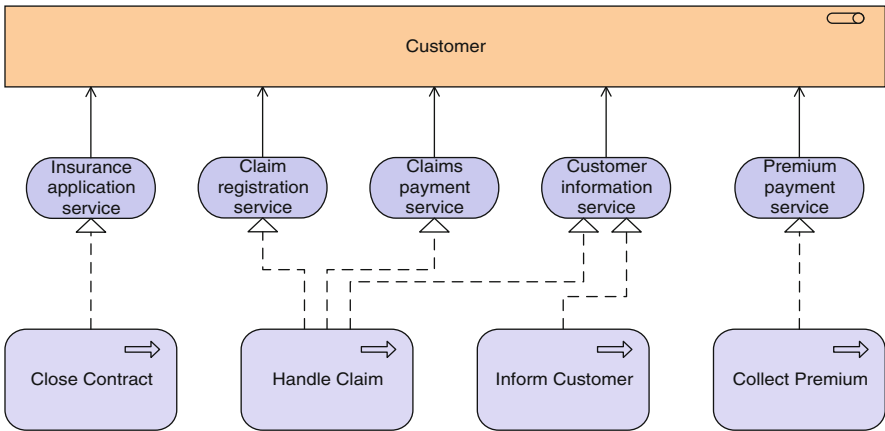 Customer
Insurance
application
service
Claim
registration
service
Claims
payment
service
Customer
information
service
Premium
payment
service
Close Contract
Handle Claim
Inform Customer
Collect Premium